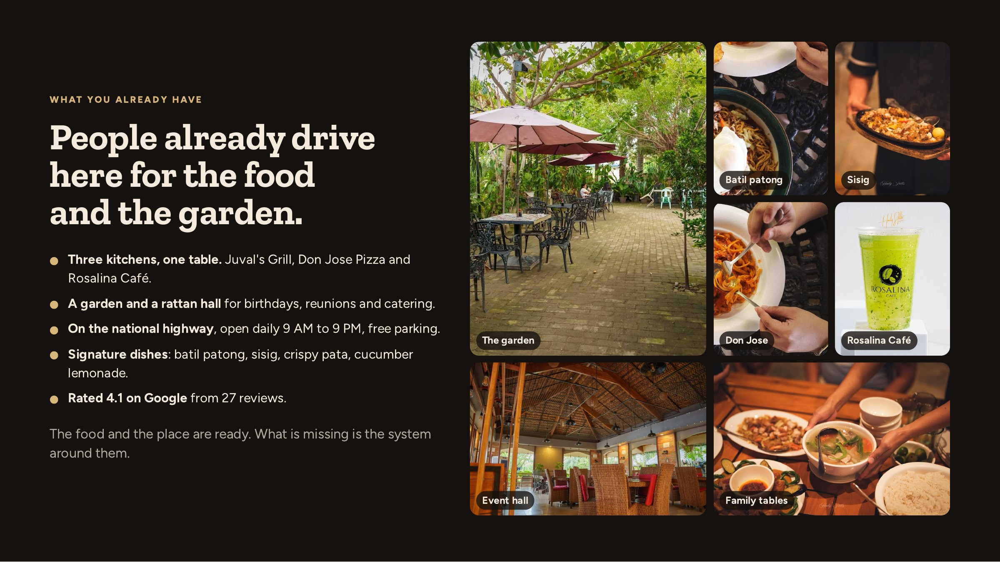 WHAT YOU ALREADY HAVE
People already drive
here for the food
and the garden.
Three kitchens, one table. Juval's Grill, Don Jose Pizza and
Rosalina Café.
A garden and a rattan hall for birthdays, reunions and catering.
On the national highway, open daily 9 AM to 9 PM, free parking.
Signature dishes: batil patong, sisig, crispy pata, cucumber
lemonade.
Rated 4.1 on Google from 27 reviews.
The food and the place are ready. What is missing is the system
around them.
The garden
Batil patong
Sisig
Don Jose
ROSALINA
CAFE
Rosalina Café
Event hall
Family tables